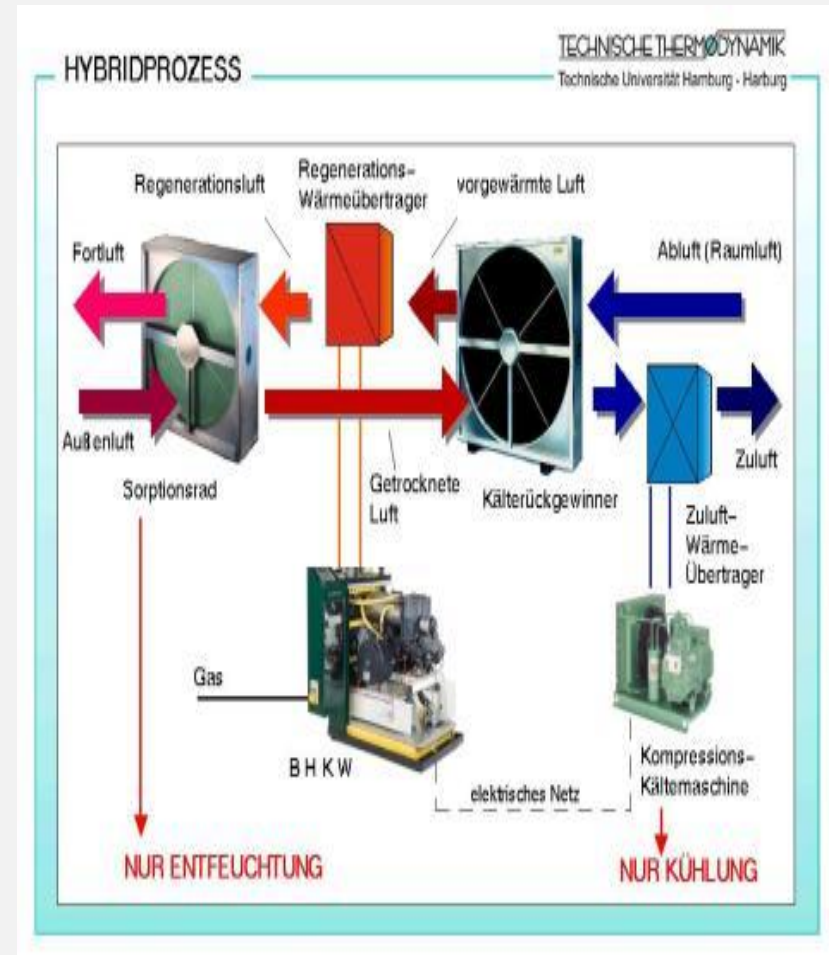 TECHNISCHE THERMODYNAMIK
HYBRIDPROZESS
Technische Universität Hamburg - Harburg
Regenerationsluft
Regenerations-
Wärmeübertrager
vorgewärmte Luft
Fortluft
Abluft (Raumluft)
Außenluft
Sorptionsrad
Getrocknete
Luft
Kälterückgewinner
Zuluft
Zuluft-
Wärme-
Übertrager
Gas
BHKW
elektrisches Netz
Kompressions-
Kältemaschine
NUR ENTFEUCHTUNG
NUR KÜHLUNG